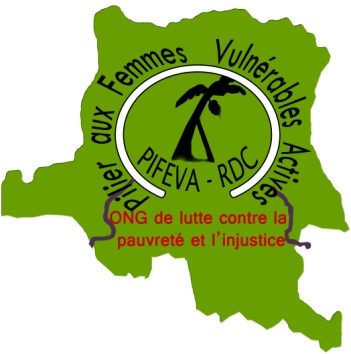 Pilier aux Femmes Vulnérables Actives
PIFEVA - RDC
ONG de lutte contre la
pauvreté et l'injustice